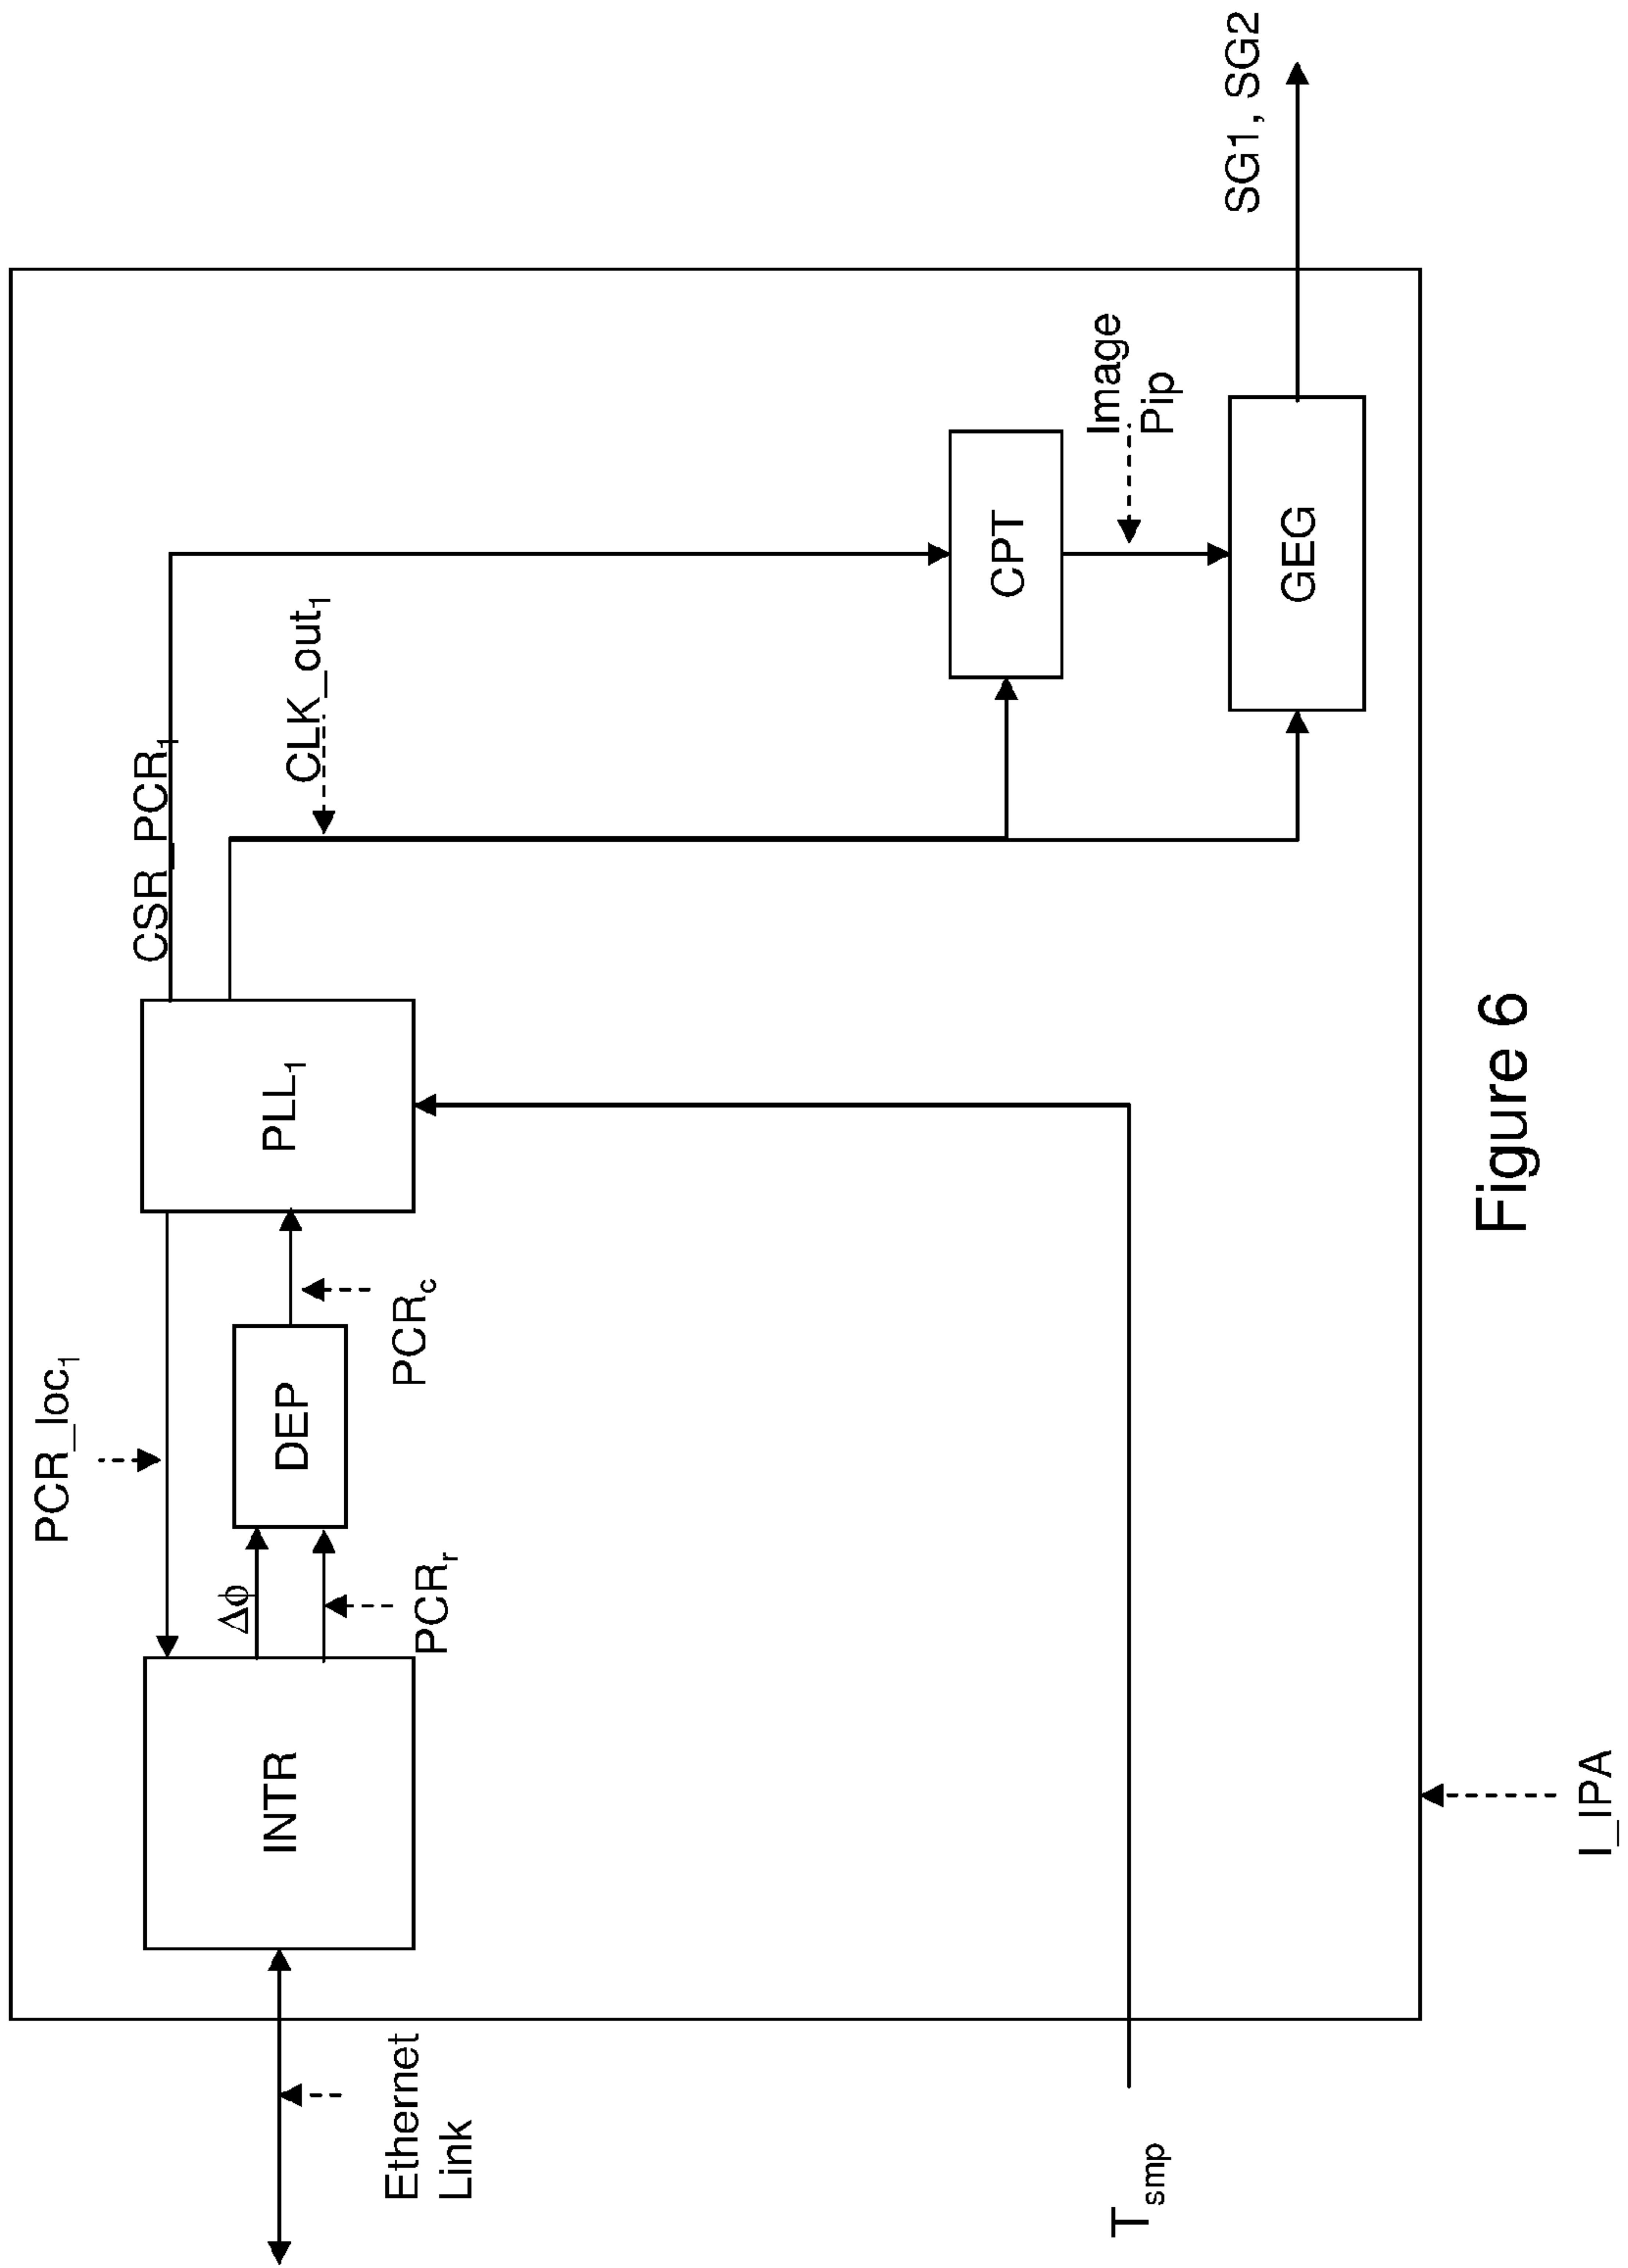 PCR_loc₁
CSR_PCR₁
Δϕ
CLK_out₁
INTR
DEP
PLL₁
PCRᵣ
PCR_c
Ethernet
Link
CPT
Image
Pip
SG1, SG2
GEG
Tsmp
I_IPA
Figure 6